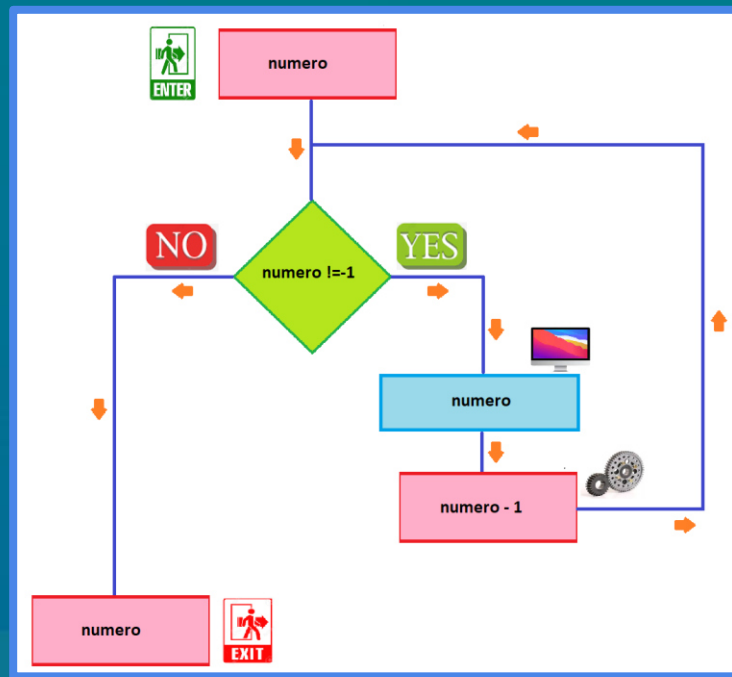 ENTER
numero
NO
YES
numero !=-1
numero
numero - 1
numero
EXIT